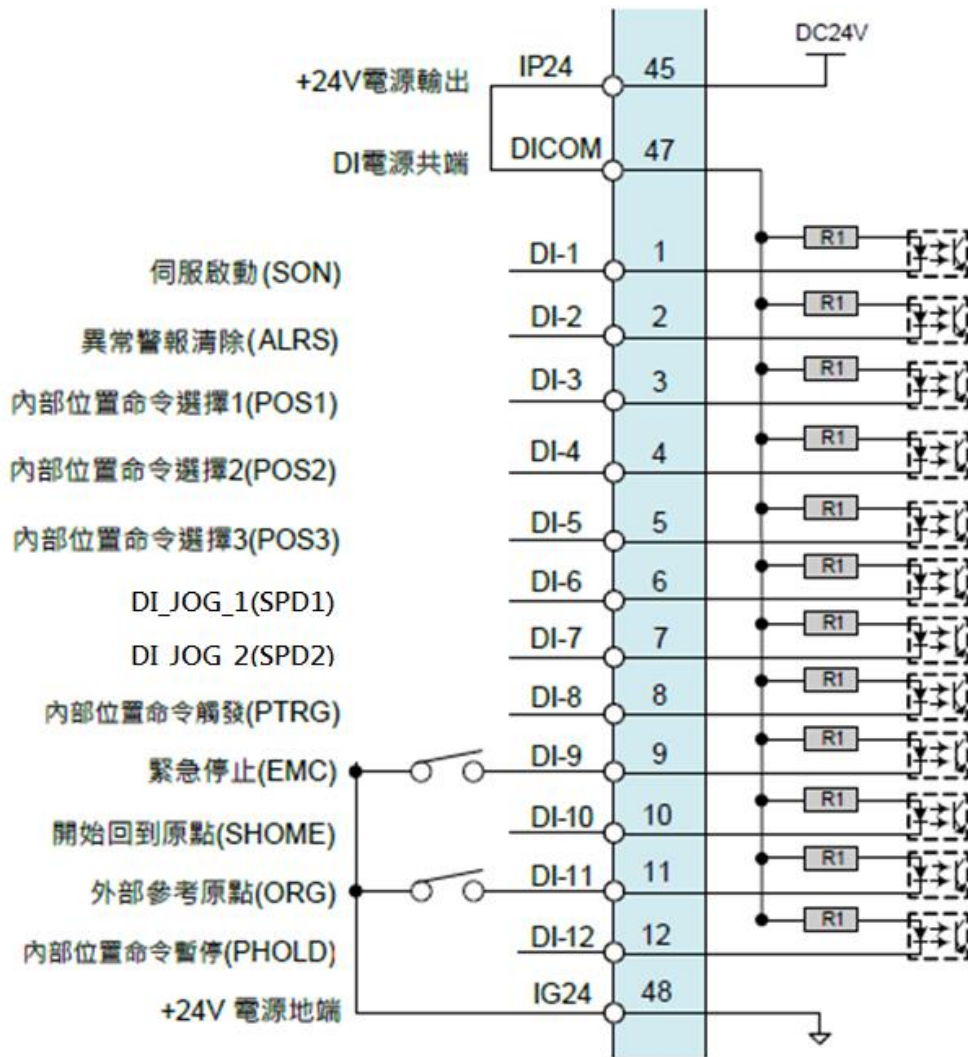 DC24V
+24V電源輸出 IP24 45
DI電源共端 DICOM 47
R1
伺服啟動(SON) DI-1 1
R1
異常警報清除(ALRS) DI-2 2
R1
內部位置命令選擇1(POS1) DI-3 3
R1
內部位置命令選擇2(POS2) DI-4 4
R1
內部位置命令選擇3(POS3) DI-5 5
R1
DI_JOG_1(SPD1) DI-6 6
R1
DI_JOG_2(SPD2) DI-7 7
R1
內部位置命令觸發(PTRG) DI-8 8
R1
緊急停止(EMC) DI-9 9
R1
開始回到原點(SHOME) DI-10 10
R1
外部參考原點(ORG) DI-11 11
R1
內部位置命令暫停(PHOLD) DI-12 12
+24V 電源地端 IG24 48